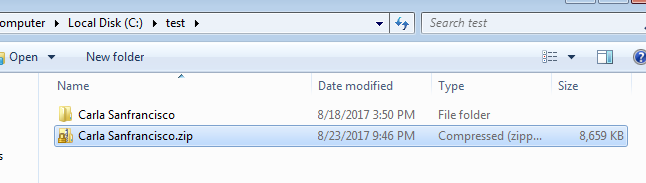 omputer ▸ Local Disk (C:) ▸ test ▸ Search test
Open New folder
Name Date modified Type Size
Carla Sanfrancisco 8/18/2017 3:50 PM File folder
Carla Sanfrancisco.zip 8/23/2017 9:46 PM Compressed (zipp... 8,659 KB
s